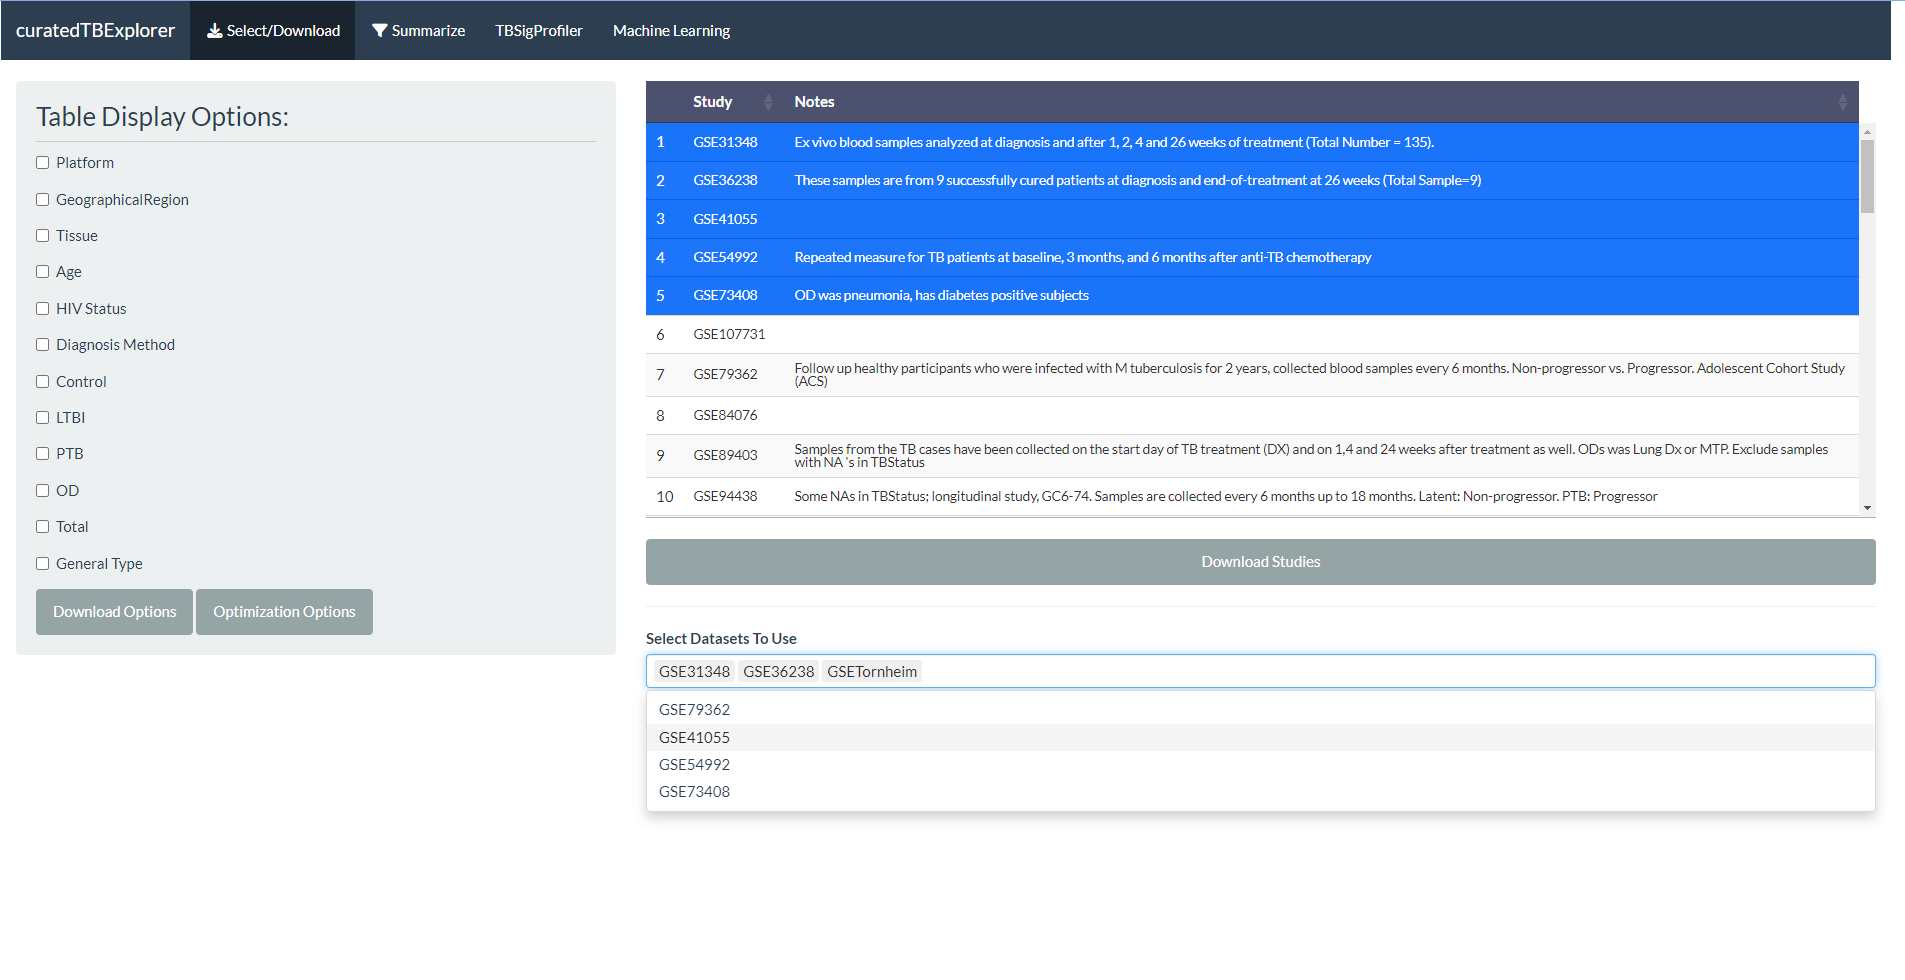 curatedTBExplorer Select/Download Summarize TBSigProfiler Machine Learning
Table Display Options:
Platform
GeographicalRegion
Tissue
Age
HIV Status
Diagnosis Method
Control
LTBI
PTB
OD
Total
General Type
Download Options Optimization Options
Study Notes
1 GSE31348 Ex vivo blood samples analyzed at diagnosis and after 1, 2, 4 and 26 weeks of treatment (Total Number = 135).
2 GSE36238 These samples are from 9 successfully cured patients at diagnosis and end-of-treatment at 26 weeks (Total Sample=9)
3 GSE41055
4 GSE54992 Repeated measure for TB patients at baseline, 3 months, and 6 months after anti-TB chemotherapy
5 GSE73408 OD was pneumonia, has diabetes positive subjects
6 GSE107731
7 GSE79362 Follow up healthy participants who were infected with M tuberculosis for 2 years, collected blood samples every 6 months. Non-progressor vs. Progressor. Adolescent Cohort Study
(ACS)
8 GSE84076
9 GSE89403 Samples from the TB cases have been collected on the start day of TB treatment (DX) and on 1,4 and 24 weeks after treatment as well. ODs was Lung Dx or MTP. Exclude samples
with NA 's in TBStatus
10 GSE94438 Some NAs in TBStatus; longitudinal study, GC6-74. Samples are collected every 6 months up to 18 months. Latent: Non-progressor. PTB: Progressor
Download Studies
Select Datasets To Use
GSE31348 GSE36238 GSETornheim
GSE79362
GSE41055
GSE54992
GSE73408